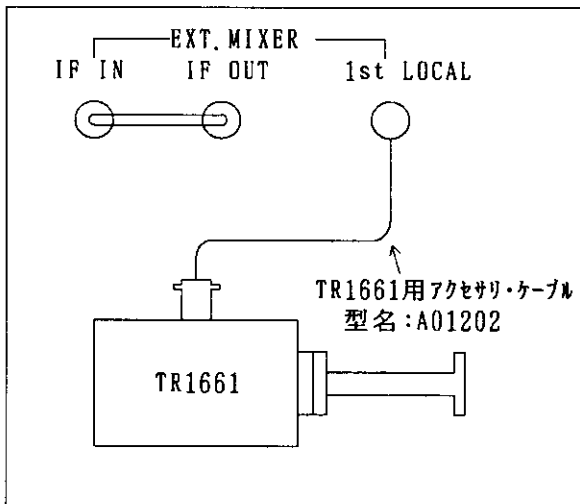 EXT. MIXER
IF IN IF OUT 1st LOCAL
TR1661用アクセサリ・ケーブル
型名:A01202
TR1661